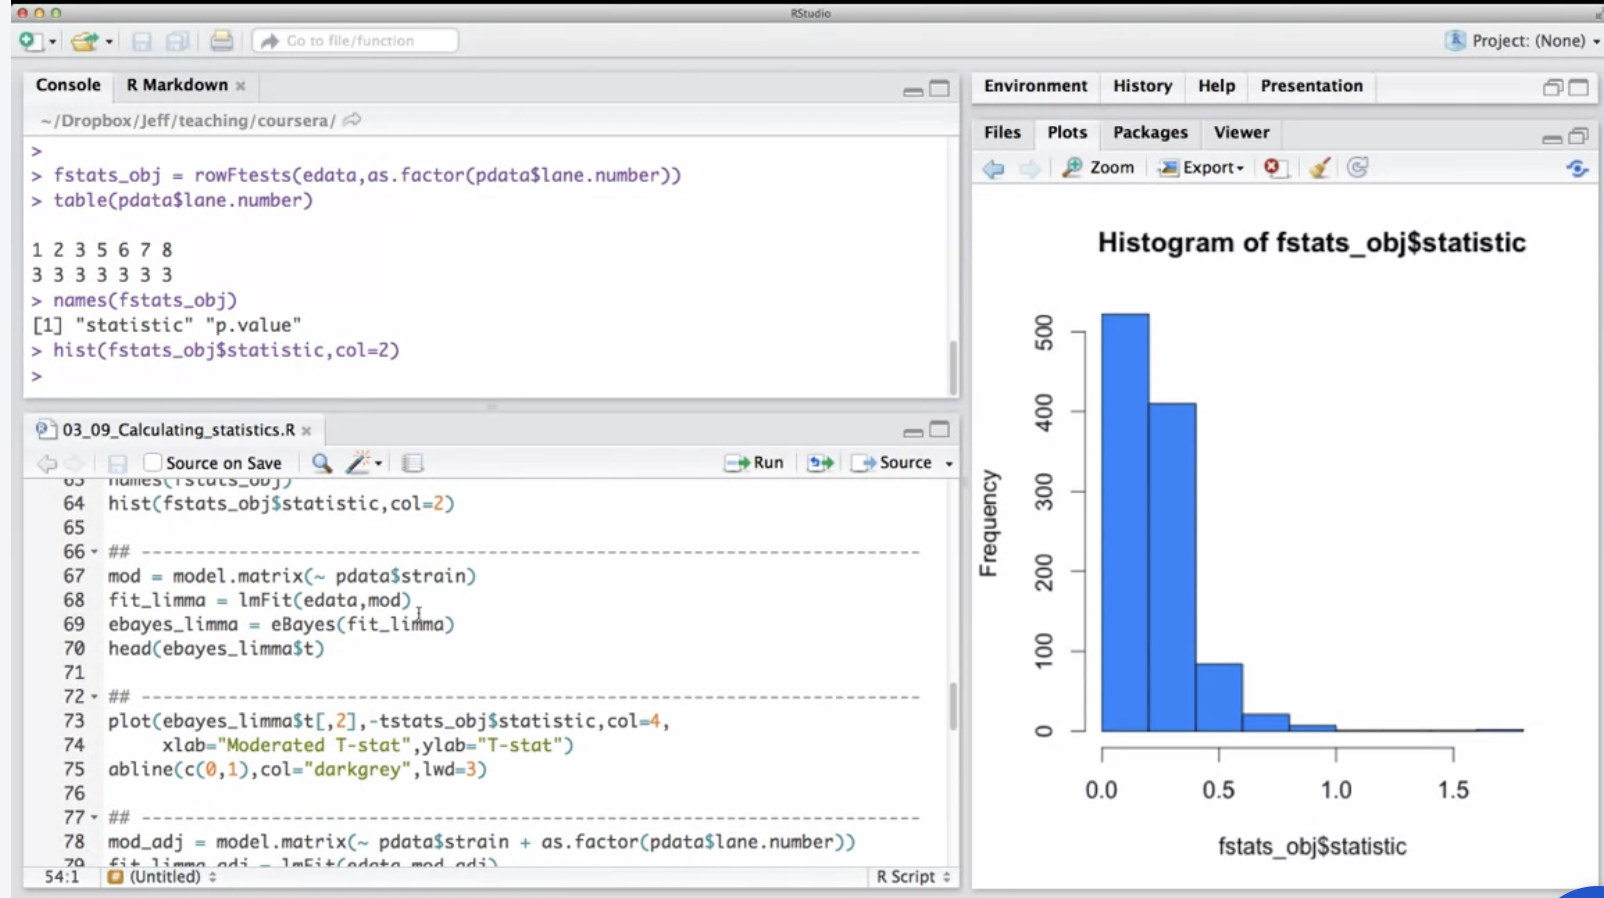 RStudio
Go to file/function
Project: (None)
Console R Markdown
~/Dropbox/Jeff/teaching/coursera/
>
> fstats_obj = rowFtests(edata,as.factor(pdata$lane.number))
> table(pdata$lane.number)
1 2 3 5 6 7 8
3 3 3 3 3 3 3
> names(fstats_obj)
[1] "statistic" "p.value"
> hist(fstats_obj$statistic,col=2)
>
03_09_Calculating_statistics.R
Source on Save Run Source
63 names(fstats_obj)
64 hist(fstats_obj$statistic,col=2)
65
66 ## ------------------------------------------------------------------------
67 mod = model.matrix(~ pdata$strain)
68 fit_limma = lmFit(edata,mod)
69 ebayes_limma = eBayes(fit_limma)
70 head(ebayes_limma$t)
71
72 ## ------------------------------------------------------------------------
73 plot(ebayes_limma$t[,2],-tstats_obj$statistic,col=4,
74 xlab="Moderated T-stat",ylab="T-stat")
75 abline(c(0,1),col="darkgrey",lwd=3)
76
77 ## ------------------------------------------------------------------------
78 mod_adj = model.matrix(~ pdata$strain + as.factor(pdata$lane.number))
79 fit_limma_adj = lmFit(edata,mod_adj)
54:1 (Untitled) R Script
Environment History Help Presentation
Files Plots Packages Viewer
Zoom Export
Histogram of fstats_obj$statistic
Frequency
500
400
300
200
100
0
0.0 0.5 1.0 1.5
fstats_obj$statistic